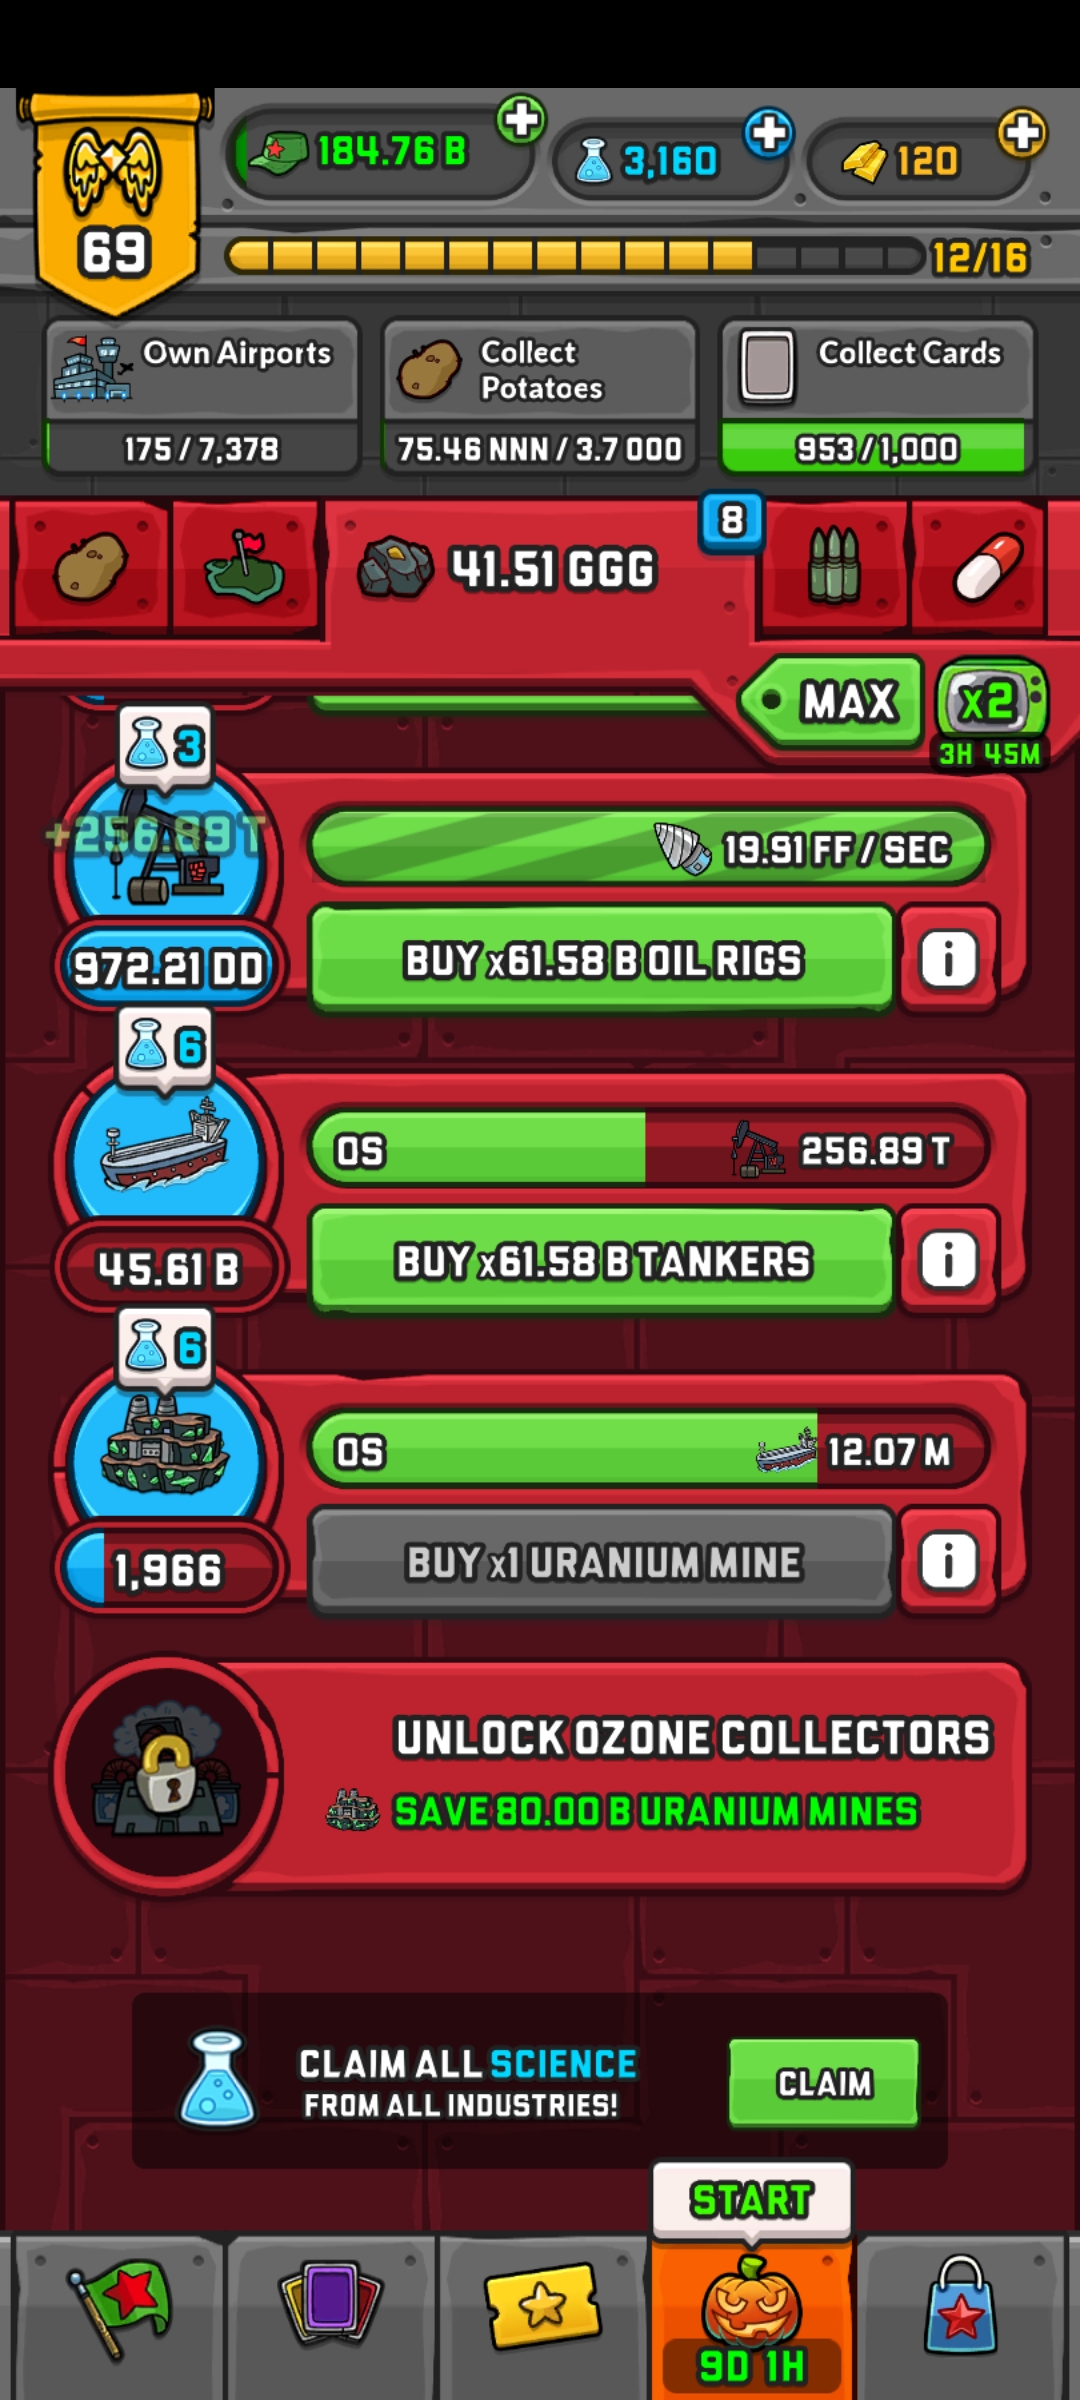 184.76 B
3,160
120
69
12/16
Own Airports
175 / 7,378
Collect
Potatoes
75.46 NNN / 3.7 OOO
Collect Cards
953 / 1,000
8
41.51 GGG
MAX
x2
3H 45M
3
+256.89 T
19.91 FF / SEC
972.21 DD
BUY x61.58 B OIL RIGS
i
6
0S
256.89 T
45.61 B
BUY x61.58 B TANKERS
i
6
0S
12.07 M
1,966
BUY x1 URANIUM MINE
i
UNLOCK OZONE COLLECTORS
SAVE 80.00 B URANIUM MINES
CLAIM ALL SCIENCE
FROM ALL INDUSTRIES!
CLAIM
START
9D 1H